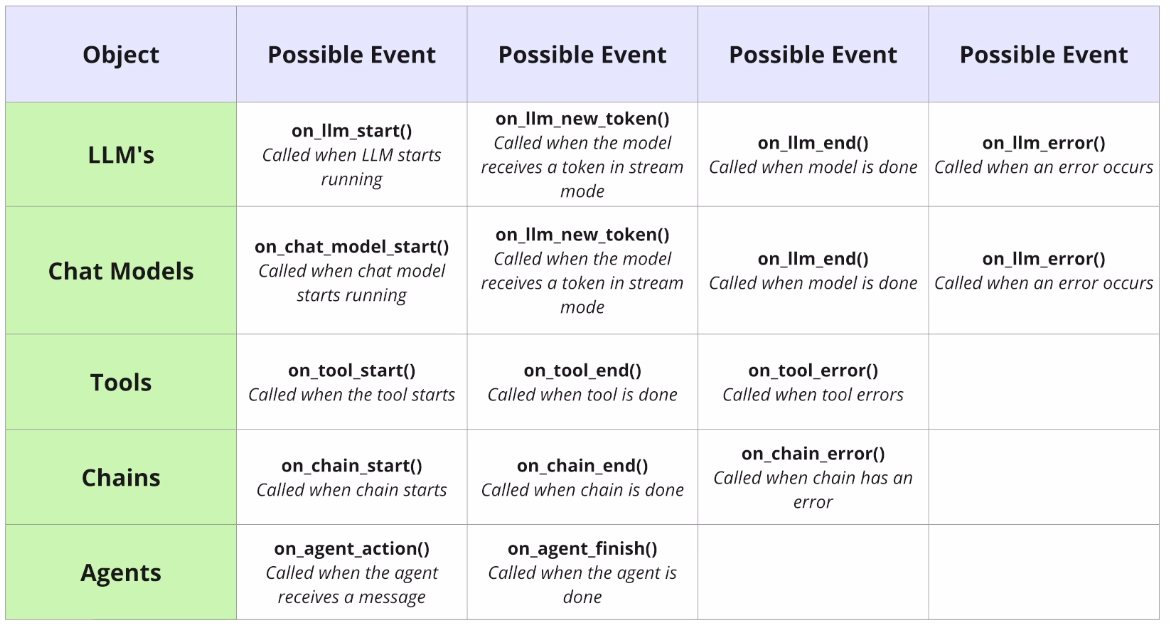 Object
Possible Event
Possible Event
Possible Event
Possible Event
LLM's
on_llm_start()
Called when LLM starts
running
on_llm_new_token()
Called when the model
receives a token in stream
mode
on_llm_end()
Called when model is done
on_llm_error()
Called when an error occurs
Chat Models
on_chat_model_start()
Called when chat model
starts running
on_llm_new_token()
Called when the model
receives a token in stream
mode
on_llm_end()
Called when model is done
on_llm_error()
Called when an error occurs
Tools
on_tool_start()
Called when the tool starts
on_tool_end()
Called when tool is done
on_tool_error()
Called when tool errors
Chains
on_chain_start()
Called when chain starts
on_chain_end()
Called when chain is done
on_chain_error()
Called when chain has an
error
Agents
on_agent_action()
Called when the agent
receives a message
on_agent_finish()
Called when the agent is
done